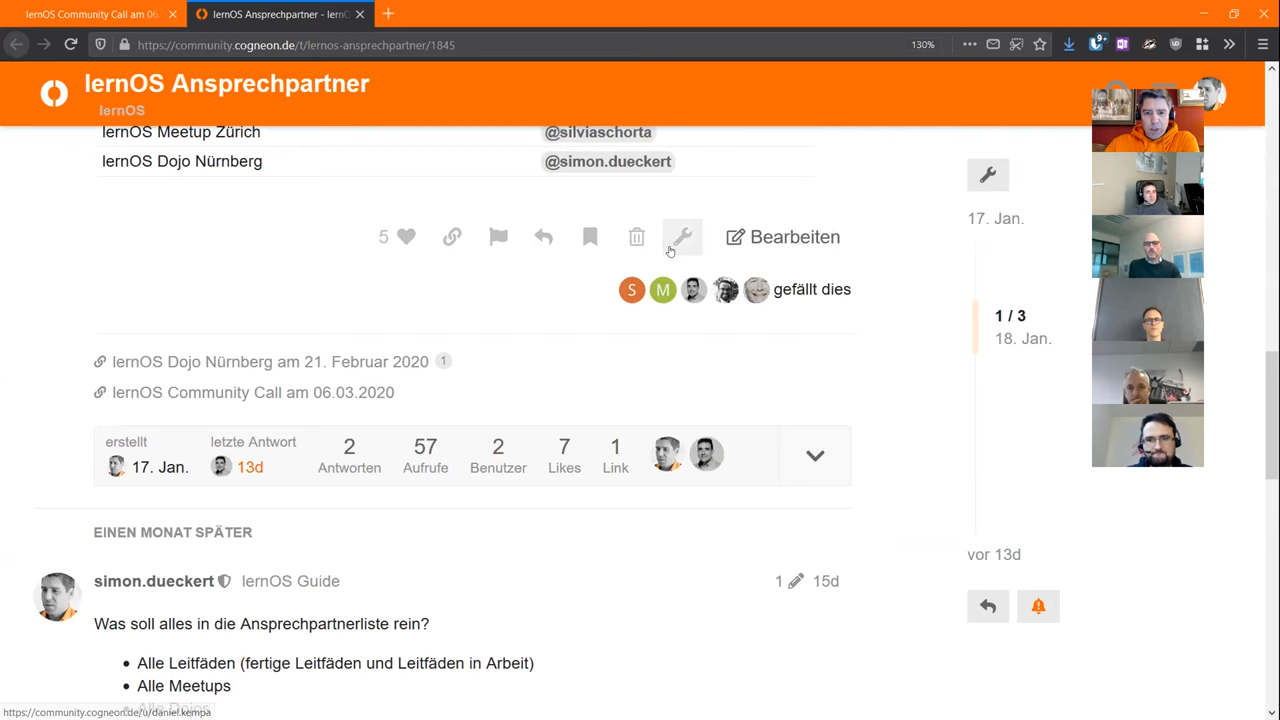 lernOS Community Call am 06.
lernOS Ansprechpartner - lernO
https://community.cogneon.de/t/lernos-ansprechpartner/1845
130%
9+
lernOS Ansprechpartner
lernOS
lernOS Meetup Zürich @silviaschorta
lernOS Dojo Nürnberg @simon.dueckert
17. Jan.
5
Bearbeiten
S M gefällt dies
1 / 3
18. Jan.
lernOS Dojo Nürnberg am 21. Februar 2020 1
lernOS Community Call am 06.03.2020
erstellt letzte Antwort 2 57 2 7 1
17. Jan. 13d Antworten Aufrufe Benutzer Likes Link
EINEN MONAT SPÄTER
vor 13d
simon.dueckert lernOS Guide 1 15d
Was soll alles in die Ansprechpartnerliste rein?
• Alle Leitfäden (fertige Leitfäden und Leitfäden in Arbeit)
• Alle Meetups
• Alle Dojos
https://community.cogneon.de/u/daniel.kempa